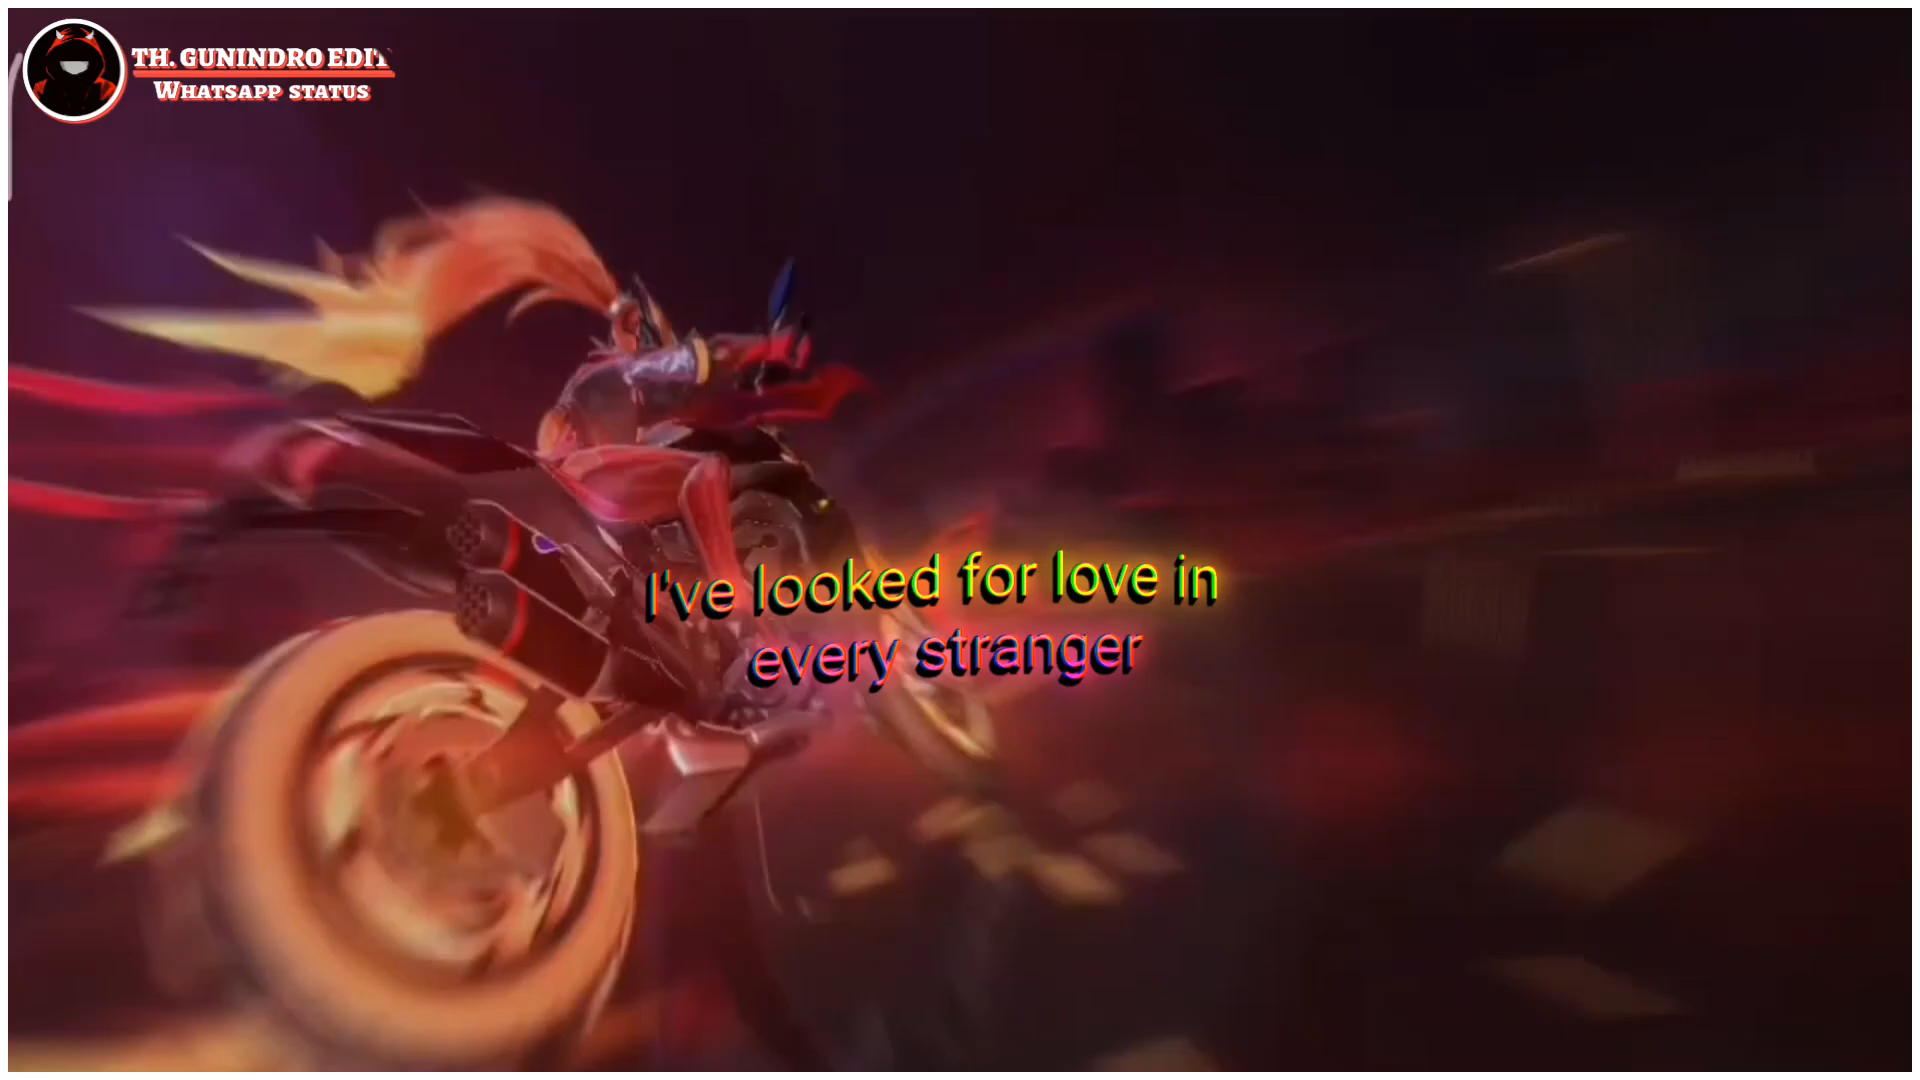 TH. GUNINDRO EDIT
WHATSAPP STATUS
I've looked for love in
every stranger